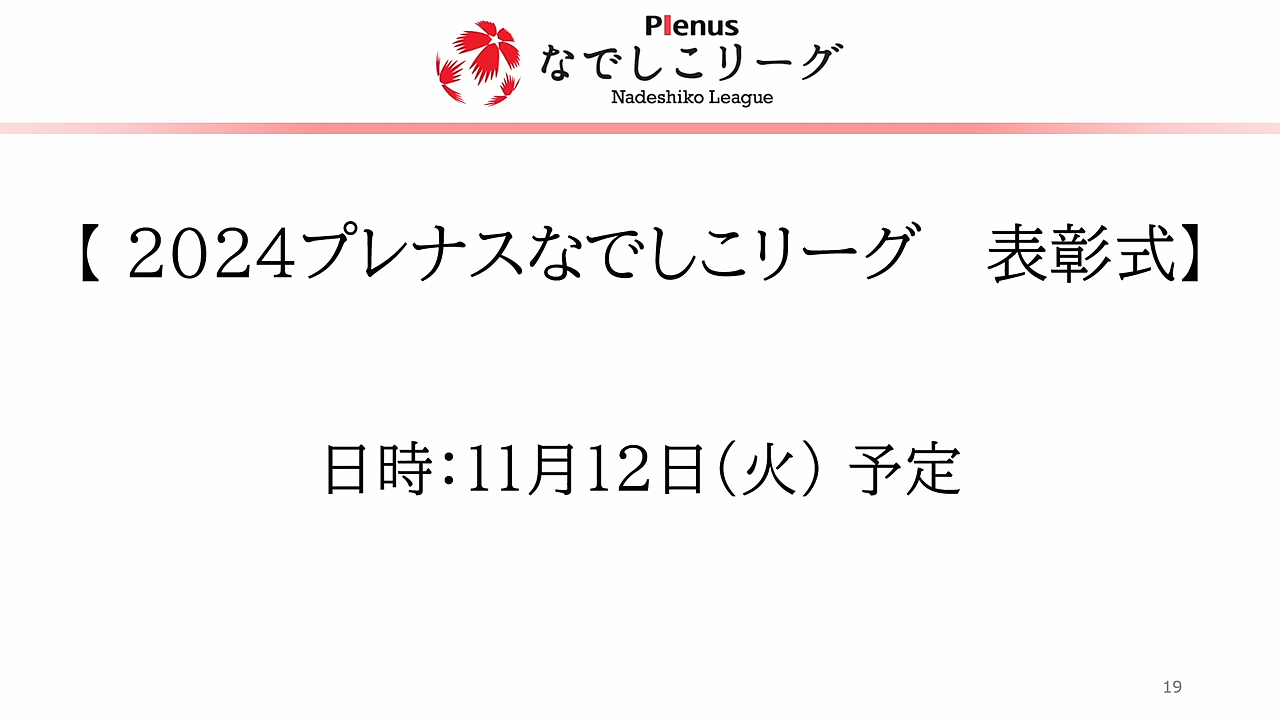 Plenus
なでしこリーグ
Nadeshiko League
【 2024プレナスなでしこリーグ　表彰式】
日時：11月12日（火） 予定
19